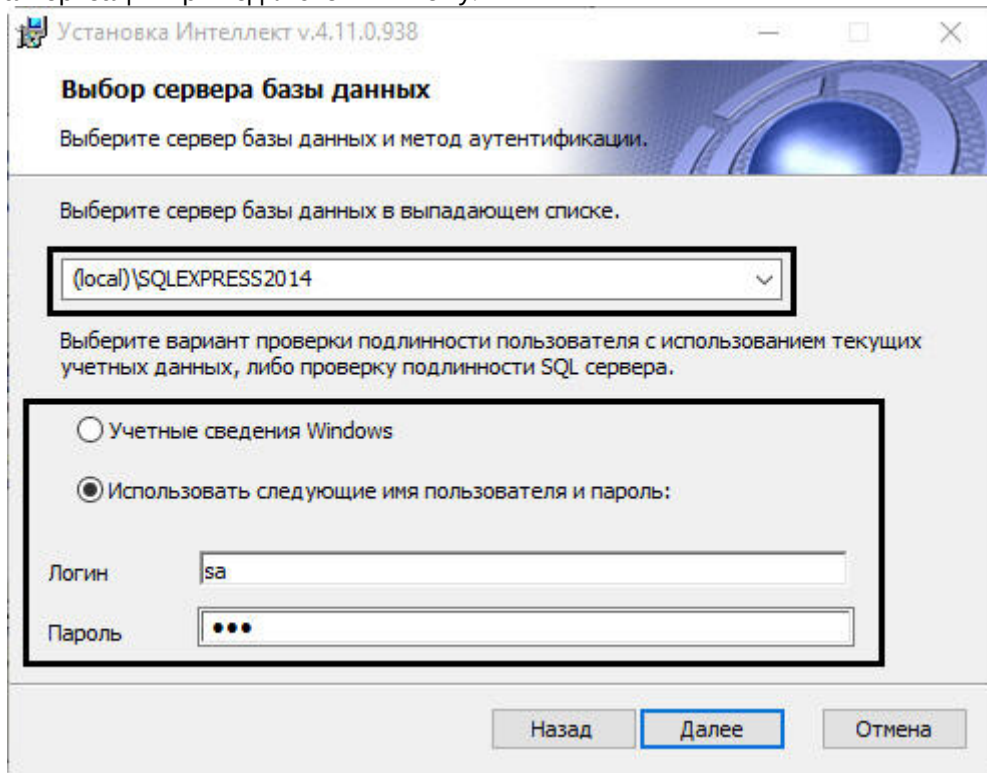 Установка Интеллект v.4.11.0.938
Выбор сервера базы данных
Выберите сервер базы данных и метод аутентификации.
Выберите сервер базы данных в выпадающем списке.
(local)\SQLEXPRESS2014
Выберите вариант проверки подлинности пользователя с использованием текущих
учетных данных, либо проверку подлинности SQL сервера.
Учетные сведения Windows
Использовать следующие имя пользователя и пароль:
Логин
sa
Пароль
●●●
Назад
Далее
Отмена